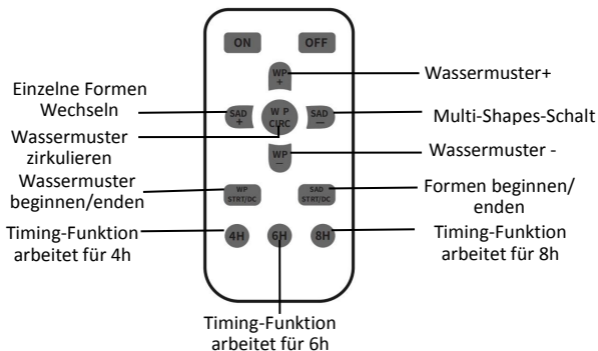 ON
OFF
WP
+
Wassermuster+
Einzelne Formen
Wechseln
SAD
+
W P
CIRC
SAD
—
Multi-Shapes-Schalt
Wassermuster
zirkulieren
WP
—
Wassermuster -
Wassermuster
beginnen/enden
WP
STRT/DC
SAD
STRT/DC
Formen beginnen/
enden
Timing-Funktion
arbeitet für 4h
4H
6H
8H
Timing-Funktion
arbeitet für 8h
Timing-Funktion
arbeitet für 6h